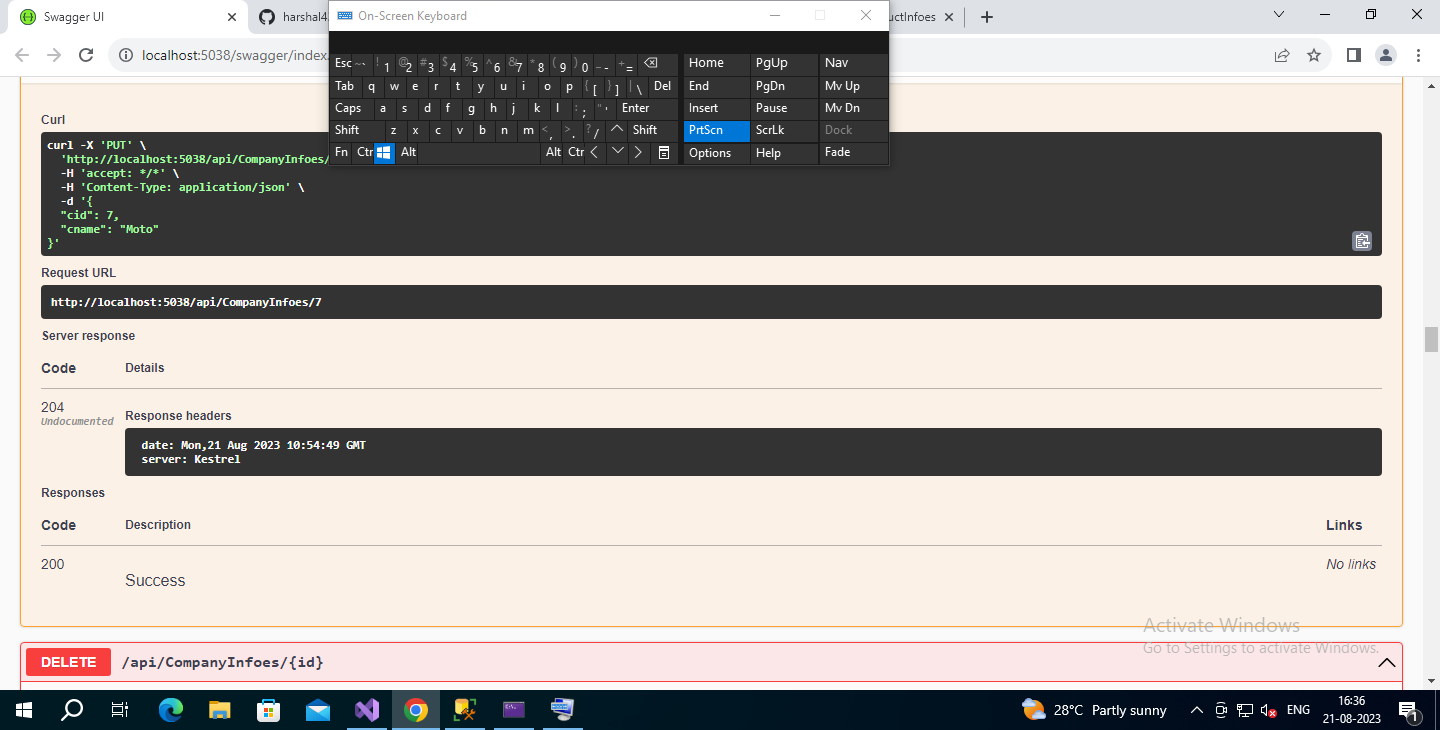 Swagger UI
harshal4
On-Screen Keyboard
uctInfoes
localhost:5038/swagger/index.
Esc ~ ` ! 1 @ 2 # 3 $ 4 % 5 ^ 6 & 7 * 8 ( 9 ) 0 _ - + = Home PgUp Nav
Tab q w e r t y u i o p { [ } ] | \ Del End PgDn Mv Up
Caps a s d f g h j k l : ; " ' Enter Insert Pause Mv Dn
Shift z x c v b n m < , > . ? / Shift PrtScn ScrLk Dock
Fn Ctr Alt Alt Ctr Options Help Fade
Curl
curl -X 'PUT' \
'http://localhost:5038/api/CompanyInfoes/
-H 'accept: */*' \
-H 'Content-Type: application/json' \
-d '{
"cid": 7,
"cname": "Moto"
}'
Request URL
http://localhost:5038/api/CompanyInfoes/7
Server response
Code Details
204
Undocumented
Response headers
date: Mon,21 Aug 2023 10:54:49 GMT
server: Kestrel
Responses
Code Description Links
200 No links
Success
Activate Windows
Go to Settings to activate Windows.
DELETE /api/CompanyInfoes/{id}
28°C Partly sunny ENG 16:36
21-08-2023
1